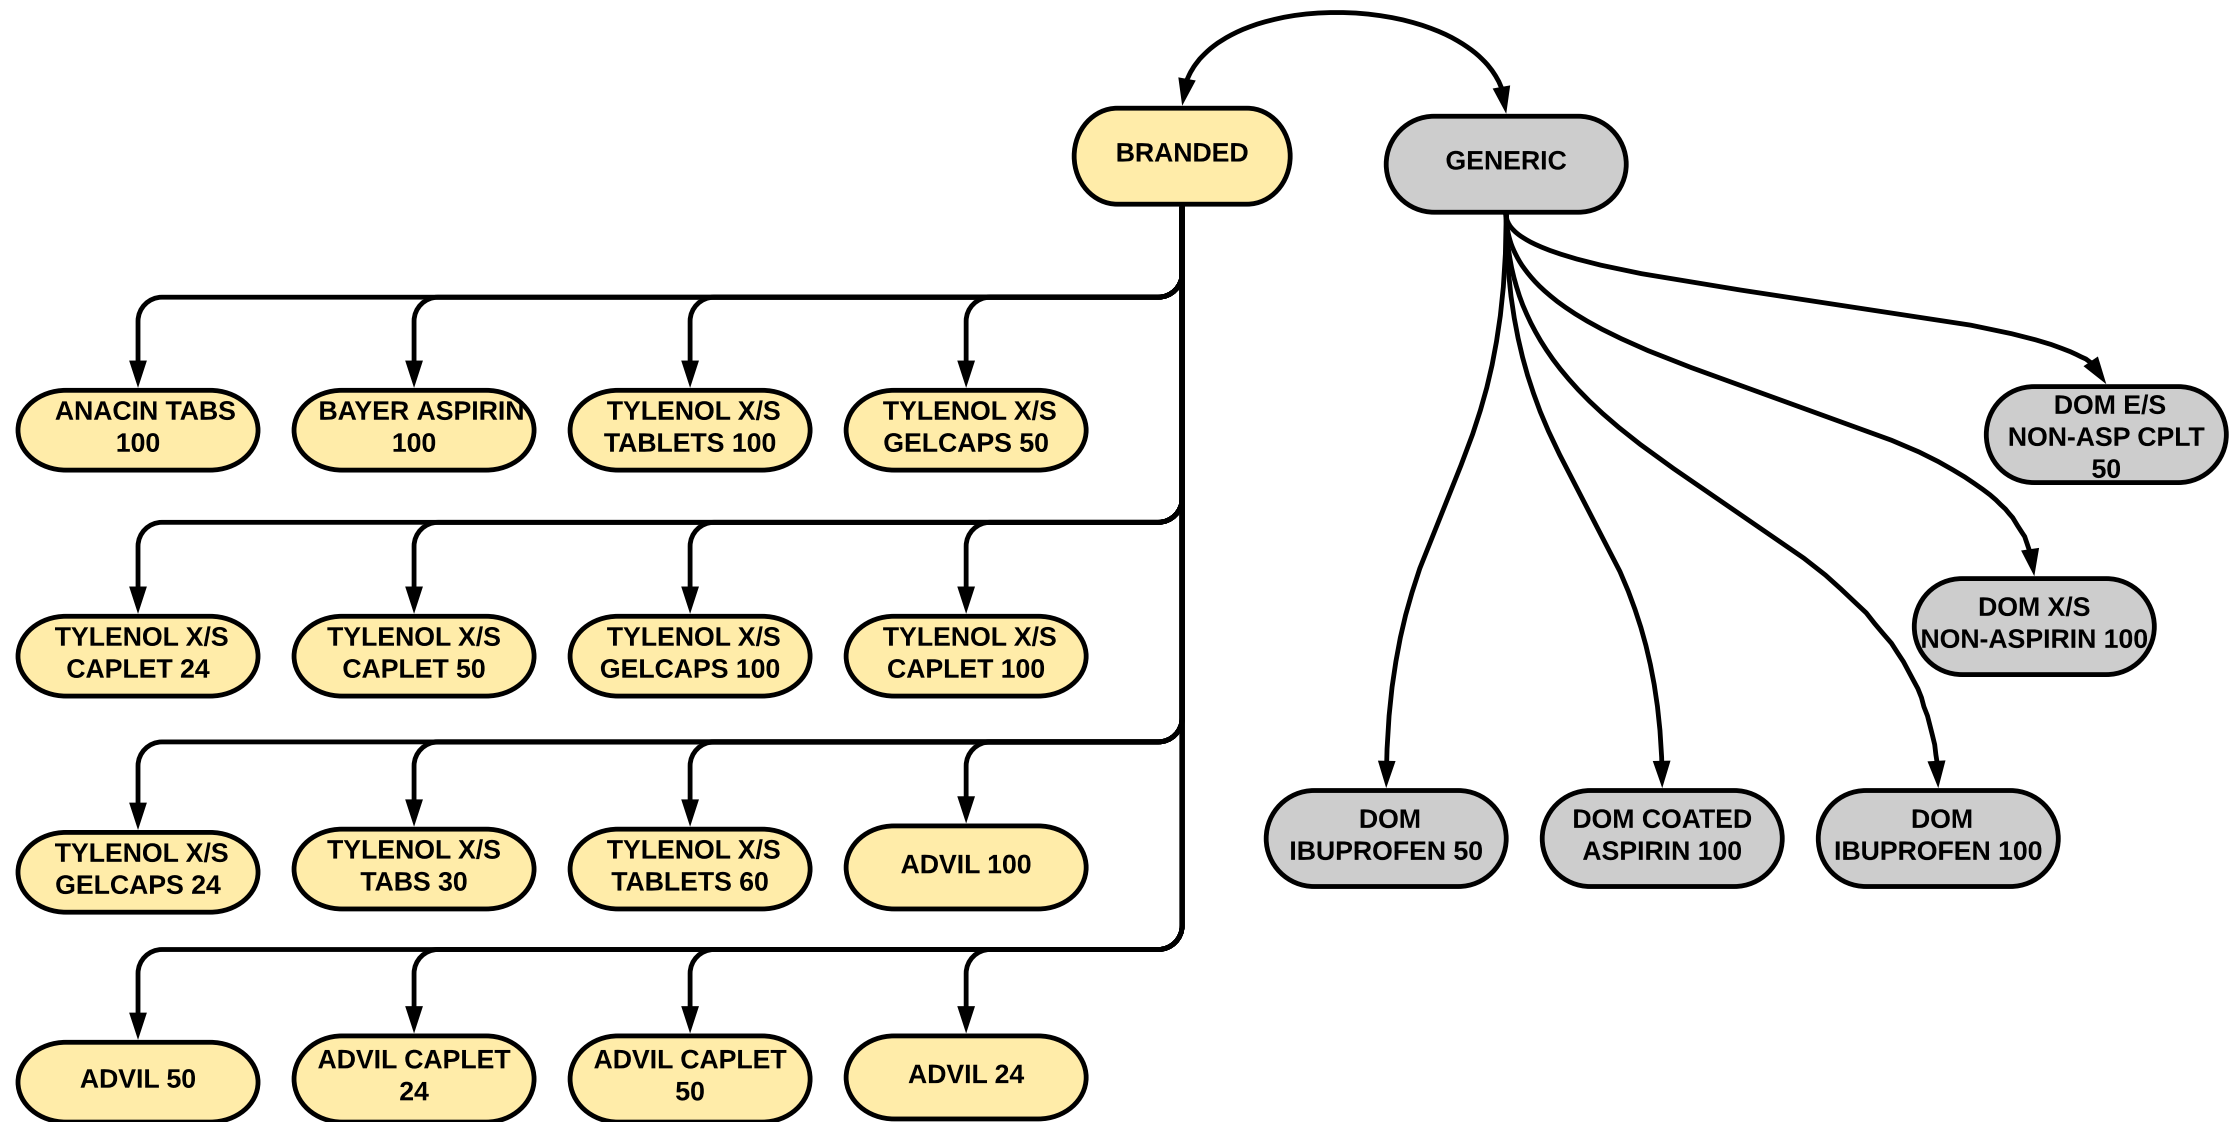 BRANDED
GENERIC
ANACIN TABS
100
BAYER ASPIRIN
100
TYLENOL X/S
TABLETS 100
TYLENOL X/S
GELCAPS 50
DOM E/S
NON-ASP CPLT
50
TYLENOL X/S
CAPLET 24
TYLENOL X/S
CAPLET 50
TYLENOL X/S
GELCAPS 100
TYLENOL X/S
CAPLET 100
DOM X/S
NON-ASPIRIN 100
TYLENOL X/S
GELCAPS 24
TYLENOL X/S
TABS 30
TYLENOL X/S
TABLETS 60
ADVIL 100
DOM
IBUPROFEN 50
DOM COATED
ASPIRIN 100
DOM
IBUPROFEN 100
ADVIL 50
ADVIL CAPLET
24
ADVIL CAPLET
50
ADVIL 24